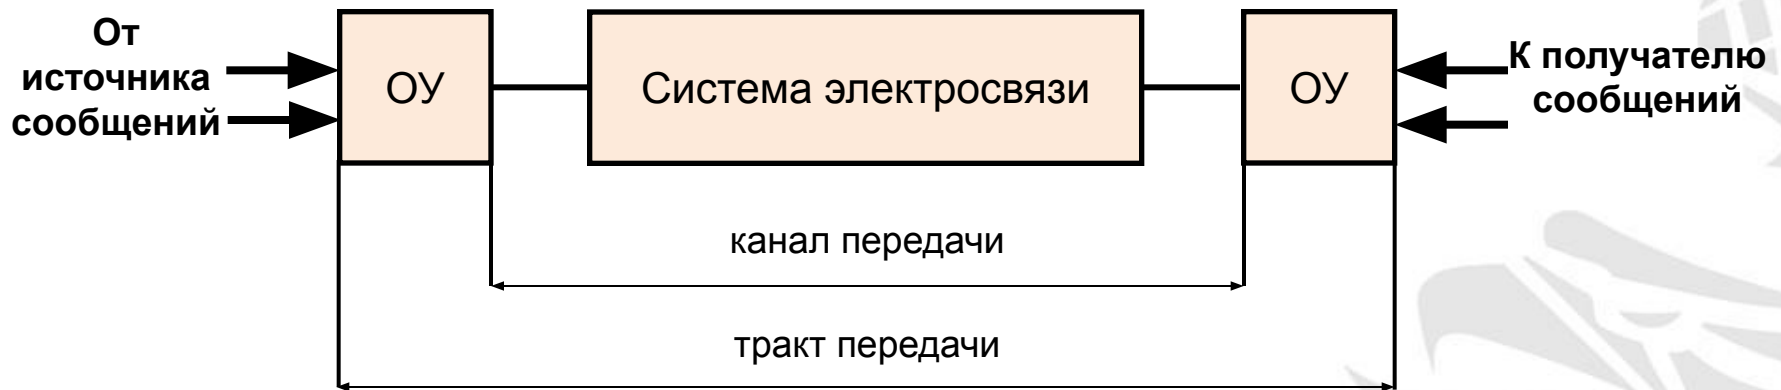 От
источника
сообщений
ОУ
Система электросвязи
ОУ
К получателю
сообщений
канал передачи
тракт передачи